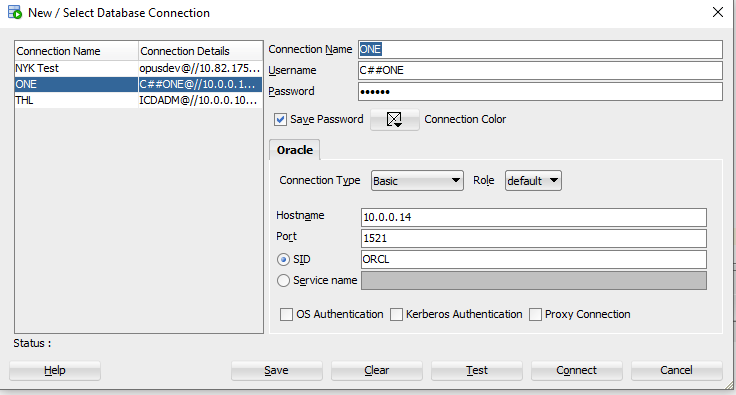 New / Select Database Connection
Connection Name Connection Details
NYK Test opusdev@//10.82.175...
ONE C##ONE@//10.0.0.1...
THL ICDADM@//10.0.0.10...
Connection Name ONE
Username C##ONE
Password ••••••
Save Password Connection Color
Oracle
Connection Type Basic Role default
Hostname 10.0.0.14
Port 1521
SID ORCL
Service name
OS Authentication Kerberos Authentication Proxy Connection
Status :
Help Save Clear Test Connect Cancel